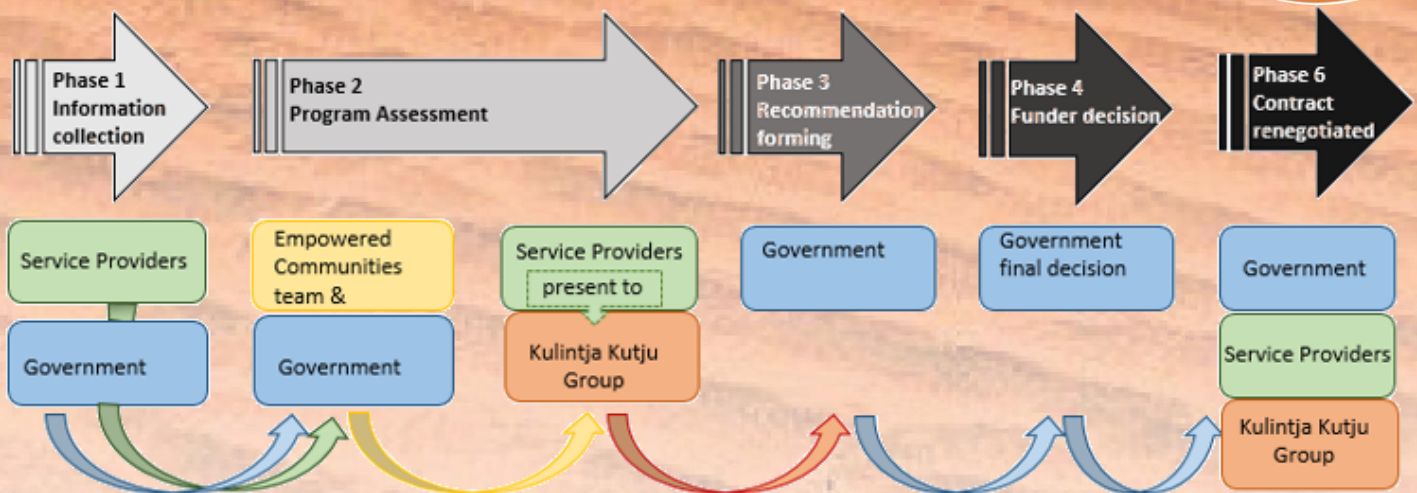 Phase 1
Information
collection
Phase 2
Program Assessment
Phase 3
Recommendation
forming
Phase 4
Funder decision
Phase 6
Contract
renegotiated
Service Providers
Government
Empowered
Communities
team &
Government
Service Providers
present to
Kulintja Kutju
Group
Government
Government
final decision
Government
Service Providers
Kulintja Kutju
Group